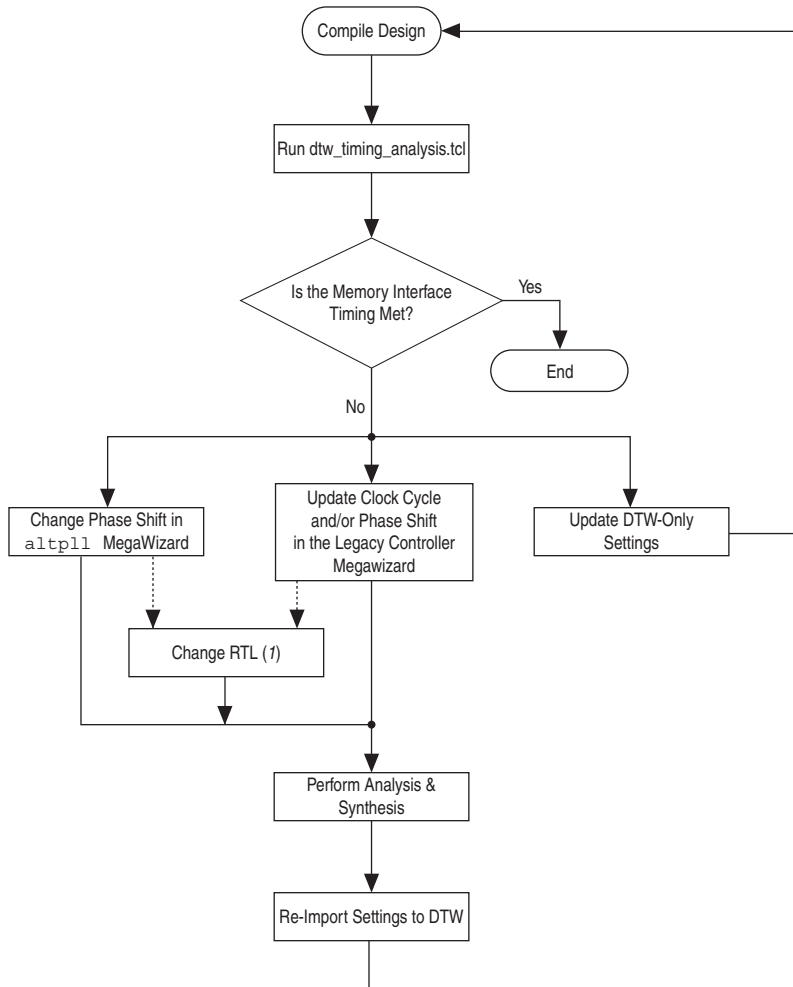 Compile Design
Run dtw_timing_analysis.tcl
Is the Memory Interface
Timing Met?
Yes
End
No
Change Phase Shift in
altpll MegaWizard
Update Clock Cycle
and/or Phase Shift
in the Legacy Controller
Megawizard
Update DTW-Only
Settings
Change RTL (1)
Perform Analysis &
Synthesis
Re-Import Settings to DTW